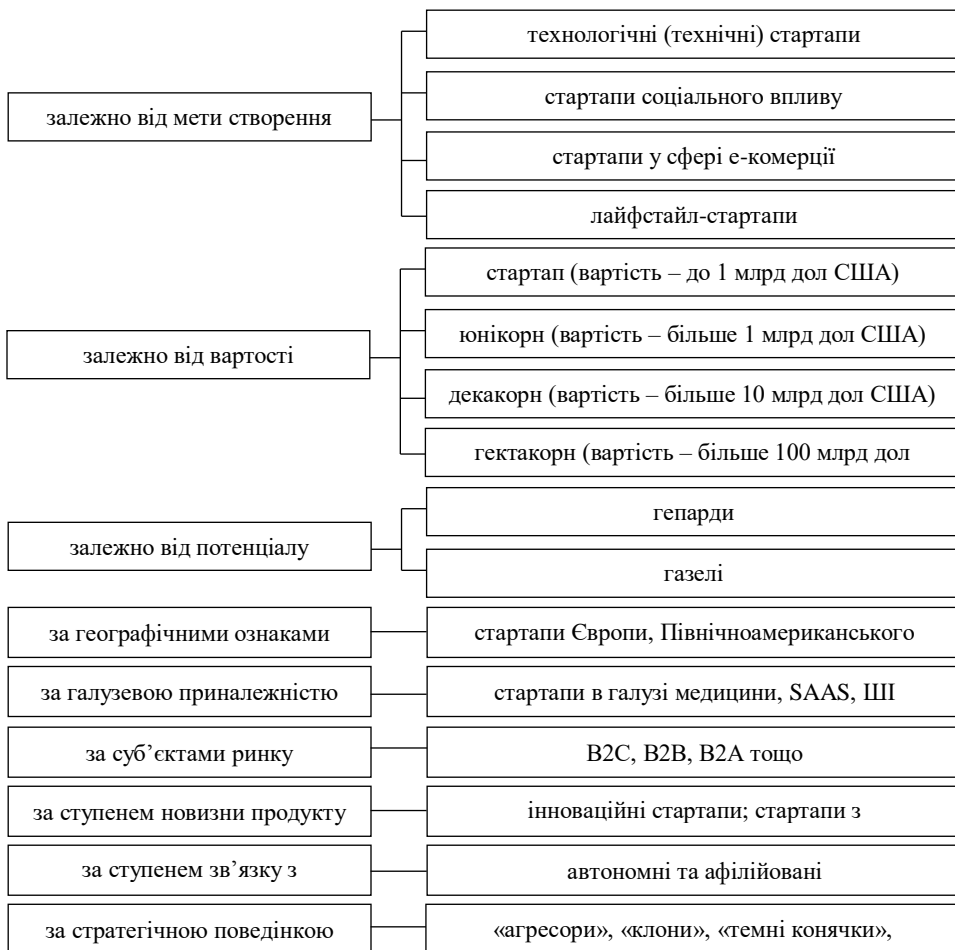 технологічні (технічні) стартапи
стартапи соціального впливу
залежно від мети створення
стартапи у сфері е-комерції
лайфстайл-стартапи
стартап (вартість – до 1 млрд дол США)
юнікорн (вартість – більше 1 млрд дол США)
залежно від вартості
декакорн (вартість – більше 10 млрд дол США)
гектакорн (вартість – більше 100 млрд дол
гепарди
залежно від потенціалу
газелі
за географічними ознаками
стартапи Європи, Північноамериканського
за галузевою приналежністю
стартапи в галузі медицини, SAAS, ШІ
за суб’єктами ринку
B2C, B2B, B2A тощо
за ступенем новизни продукту
інноваційні стартапи; стартапи з
за ступенем зв’язку з
автономні та афілійовані
за стратегічною поведінкою
«агресори», «клони», «темні конячки»,